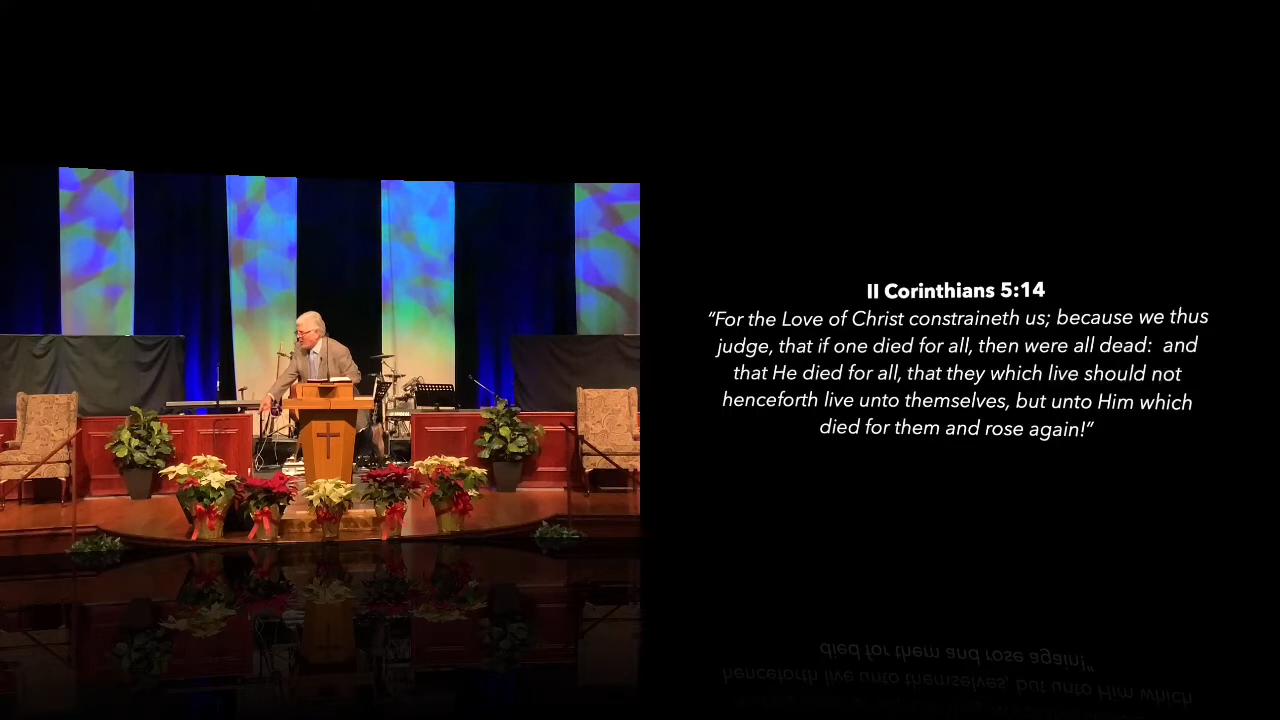 II Corinthians 5:14
“For the Love of Christ constraineth us; because we thus
judge, that if one died for all, then were all dead:  and
that He died for all, that they which live should not
henceforth live unto themselves, but unto Him which
died for them and rose again!”